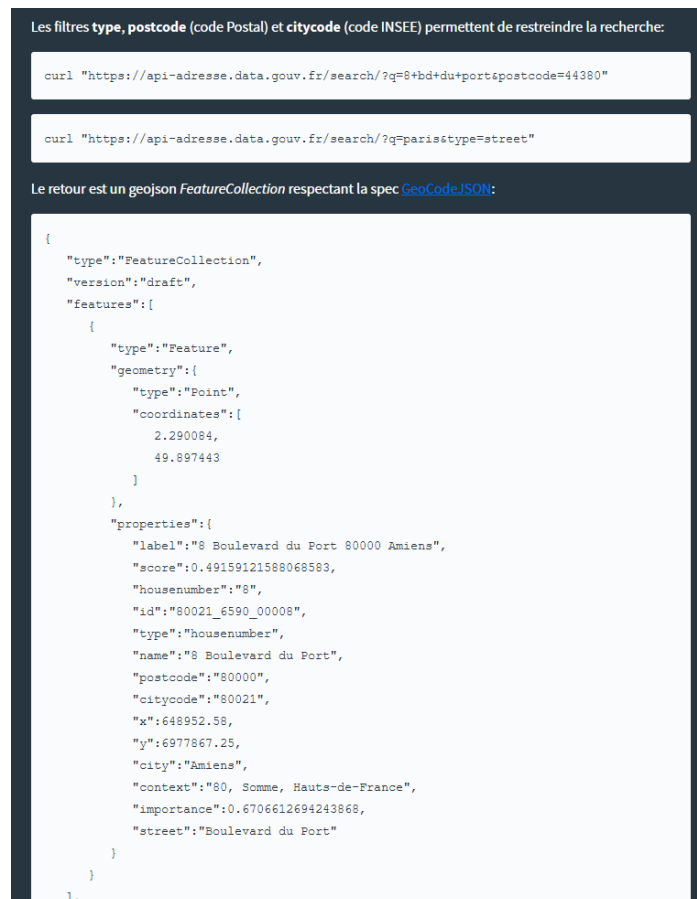 Les filtres type, postcode (code Postal) et citycode (code INSEE) permettent de restreindre la recherche:
curl "https://api-adresse.data.gouv.fr/search/?q=8+bd+du+port&postcode=44380"
curl "https://api-adresse.data.gouv.fr/search/?q=paris&type=street"
Le retour est un geojson FeatureCollection respectant la spec GeoCodeJSON:
{
"type":"FeatureCollection",
"version":"draft",
"features":[
{
"type":"Feature",
"geometry":{
"type":"Point",
"coordinates":[
2.290084,
49.897443
]
},
"properties":{
"label":"8 Boulevard du Port 80000 Amiens",
"score":0.49159121588068583,
"housenumber":"8",
"id":"80021_6590_00008",
"type":"housenumber",
"name":"8 Boulevard du Port",
"postcode":"80000",
"citycode":"80021",
"x":648952.58,
"y":6977867.25,
"city":"Amiens",
"context":"80, Somme, Hauts-de-France",
"importance":0.6706612694243868,
"street":"Boulevard du Port"
}
}
],